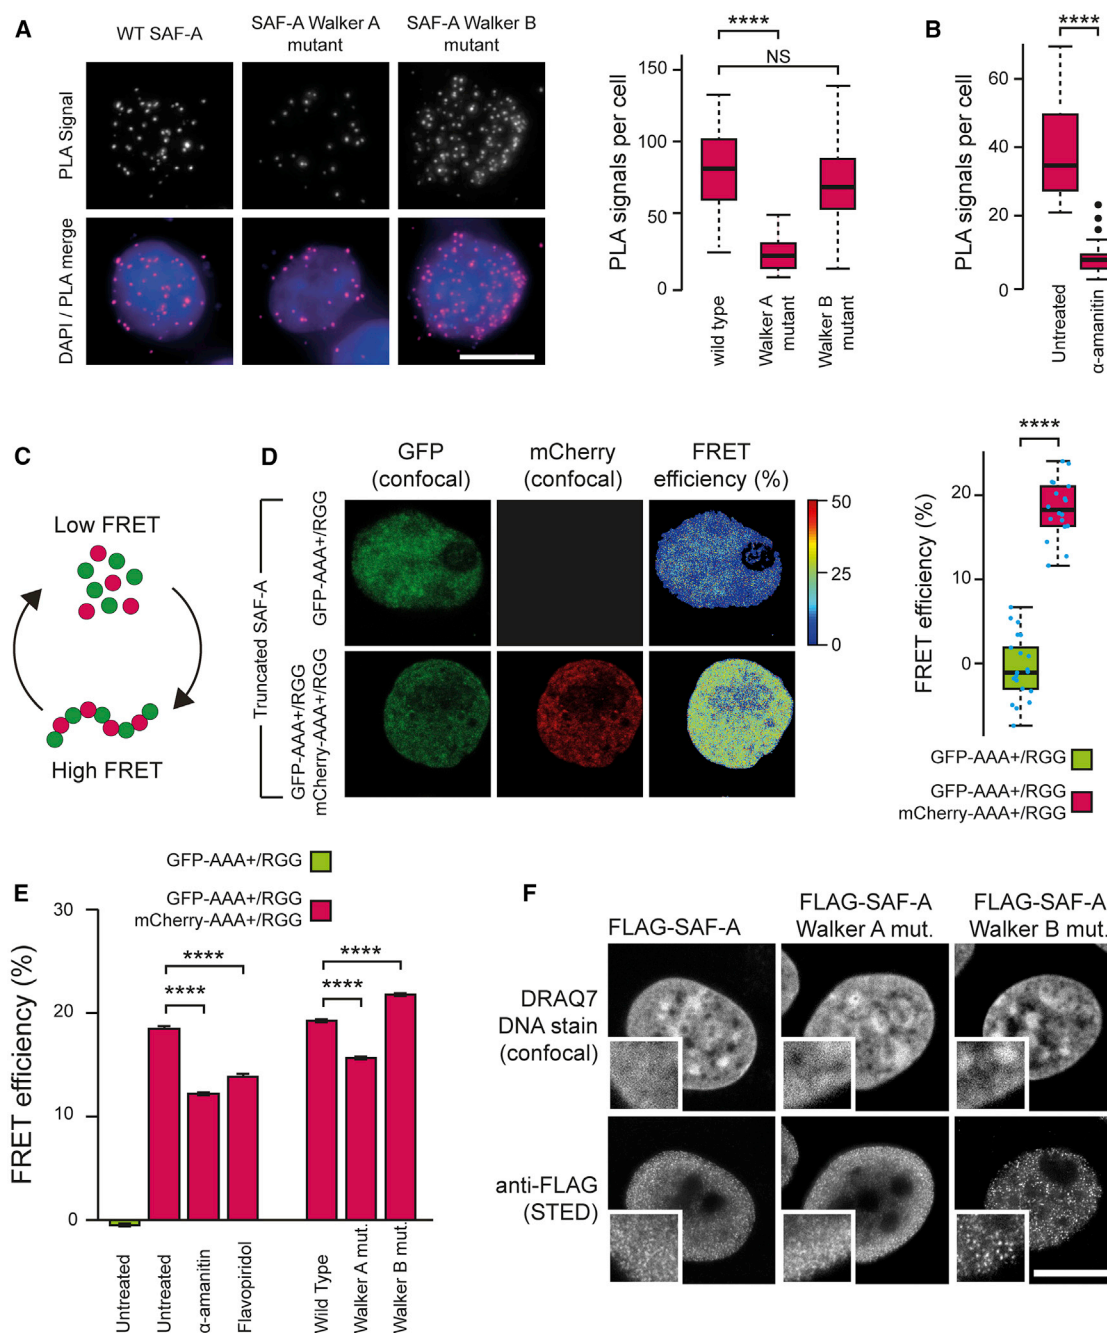 A
WT SAF-A
SAF-A Walker A
mutant
SAF-A Walker B
mutant
PLA Signal
DAPI / PLA merge
PLA signals per cell
150
100
50
0
****
NS
wild type
Walker A
mutant
Walker B
mutant
B
PLA signals per cell
60
40
20
0
****
Untreated
α-amanitin
C
Low FRET
High FRET
D
GFP
(confocal)
mCherry
(confocal)
FRET
efficiency (%)
Truncated SAF-A
GFP-AAA+/RGG
GFP-AAA+/RGG
mCherry-AAA+/RGG
50
25
0
FRET efficiency (%)
20
10
0
****
GFP-AAA+/RGG
GFP-AAA+/RGG
mCherry-AAA+/RGG
E
GFP-AAA+/RGG
GFP-AAA+/RGG
mCherry-AAA+/RGG
FRET efficiency (%)
30
20
10
0
****
****
****
****
Untreated
Untreated
α-amanitin
Flavopiridol
Wild Type
Walker A mut.
Walker B mut.
F
FLAG-SAF-A
FLAG-SAF-A
Walker A mut.
FLAG-SAF-A
Walker B mut.
DRAQ7
DNA stain
(confocal)
anti-FLAG
(STED)